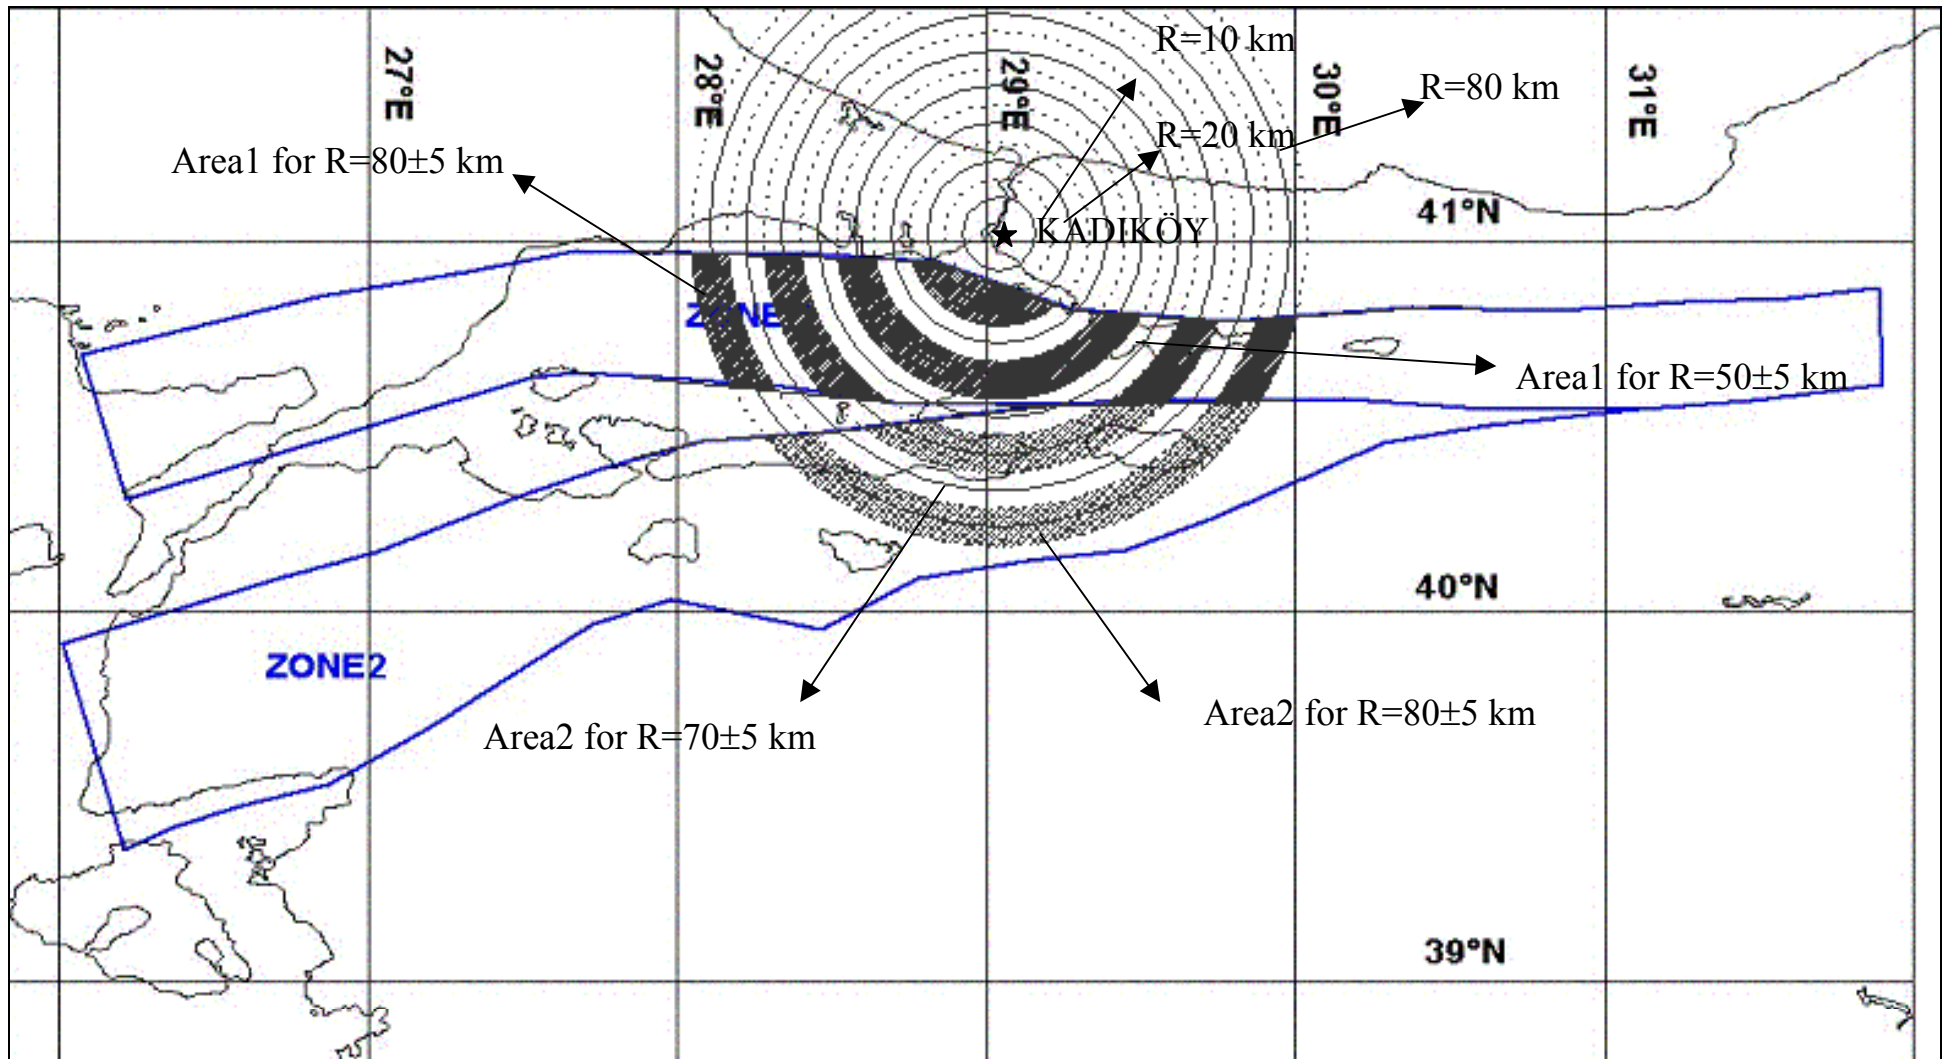 27°E
28°E
29°E
30°E
31°E
R=10 km
R=80 km
R=20 km
Area1 for R=80±5 km
41°N
KADIKÖY
ZONE
Area1 for R=50±5 km
40°N
ZONE2
Area2 for R=80±5 km
Area2 for R=70±5 km
39°N